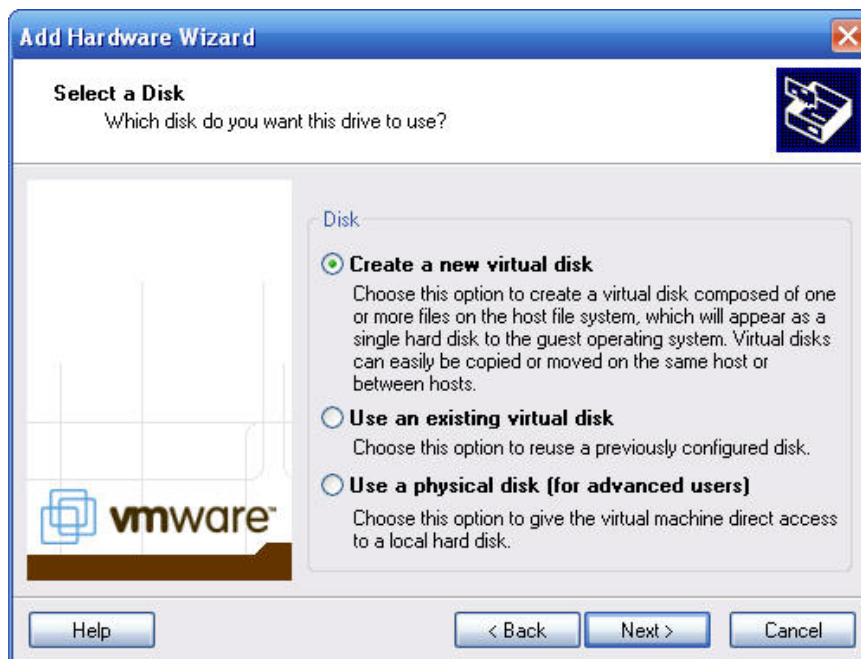 Add Hardware Wizard
Select a Disk
Which disk do you want this drive to use?
Disk
Create a new virtual disk
Choose this option to create a virtual disk composed of one
or more files on the host file system, which will appear as a
single hard disk to the guest operating system. Virtual disks
can easily be copied or moved on the same host or
between hosts.
Use an existing virtual disk
Choose this option to reuse a previously configured disk.
Use a physical disk (for advanced users)
Choose this option to give the virtual machine direct access
to a local hard disk.
vmware™
Help
< Back
Next >
Cancel